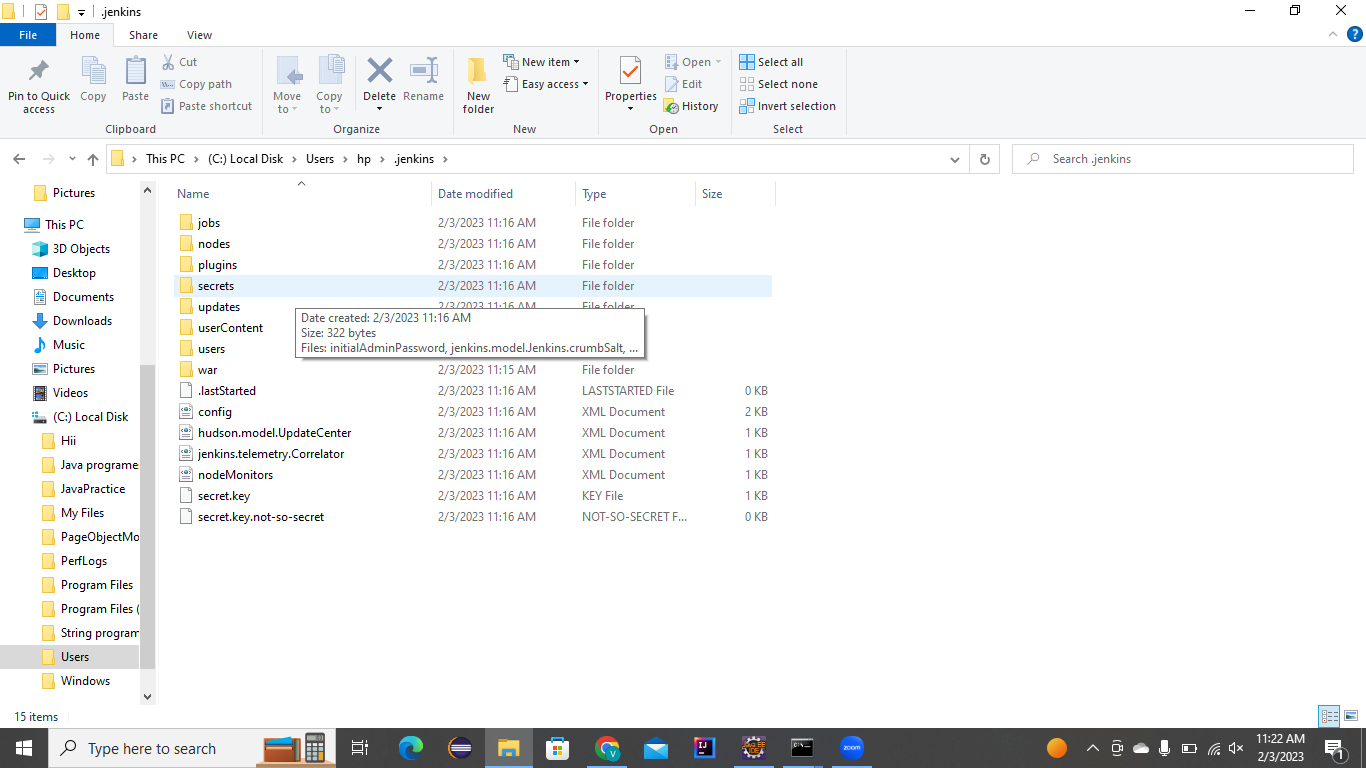 .jenkins
File Home Share View
Pin to Quick access
Copy
Paste
Cut
Copy path
Paste shortcut
Clipboard
Move to
Copy to
Delete
Rename
Organize
New folder
New item
Easy access
New
Properties
Open
Edit
History
Open
Select all
Select none
Invert selection
Select
This PC (C:) Local Disk Users hp .jenkins
Search .jenkins
Pictures
This PC
3D Objects
Desktop
Documents
Downloads
Music
Pictures
Videos
(C:) Local Disk
Hii
Java programe
JavaPractice
My Files
PageObjectMo
PerfLogs
Program Files
Program Files (
String program
Users
Windows
Name Date modified Type Size
jobs 2/3/2023 11:16 AM File folder
nodes 2/3/2023 11:16 AM File folder
plugins 2/3/2023 11:16 AM File folder
secrets 2/3/2023 11:16 AM File folder
updates 2/3/2023 11:16 AM File folder
userContent
users
Date created: 2/3/2023 11:16 AM
Size: 322 bytes
Files: initialAdminPassword, jenkins.model.Jenkins.crumbSalt, ...
war 2/3/2023 11:15 AM File folder
.lastStarted 2/3/2023 11:16 AM LASTSTARTED File 0 KB
config 2/3/2023 11:16 AM XML Document 2 KB
hudson.model.UpdateCenter 2/3/2023 11:16 AM XML Document 1 KB
jenkins.telemetry.Correlator 2/3/2023 11:16 AM XML Document 1 KB
nodeMonitors 2/3/2023 11:16 AM XML Document 1 KB
secret.key 2/3/2023 11:16 AM KEY File 1 KB
secret.key.not-so-secret 2/3/2023 11:16 AM NOT-SO-SECRET F... 0 KB
15 items
Type here to search
zoom
11:22 AM
2/3/2023
1